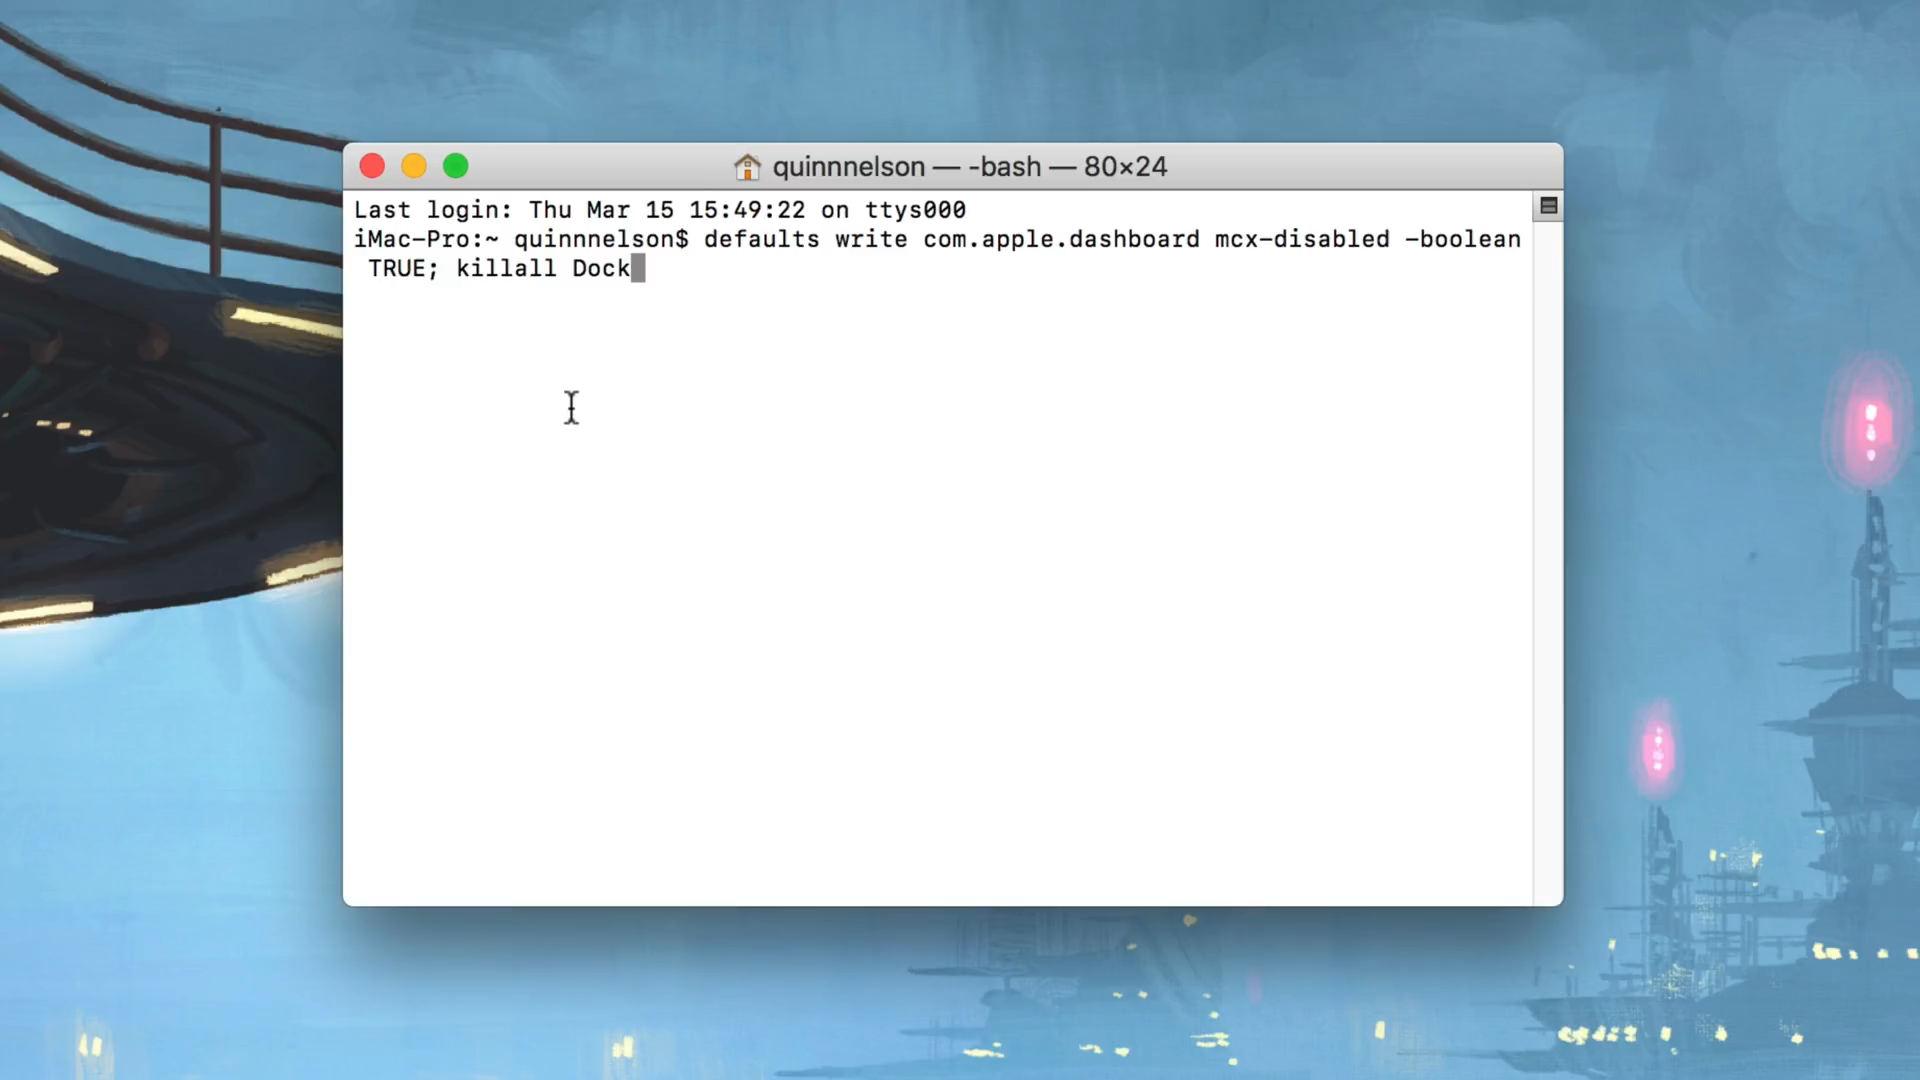 quinnnelson — -bash — 80×24
Last login: Thu Mar 15 15:49:22 on ttys000
iMac-Pro:~ quinnnelson$ defaults write com.apple.dashboard mcx-disabled -boolean
TRUE; killall Dock